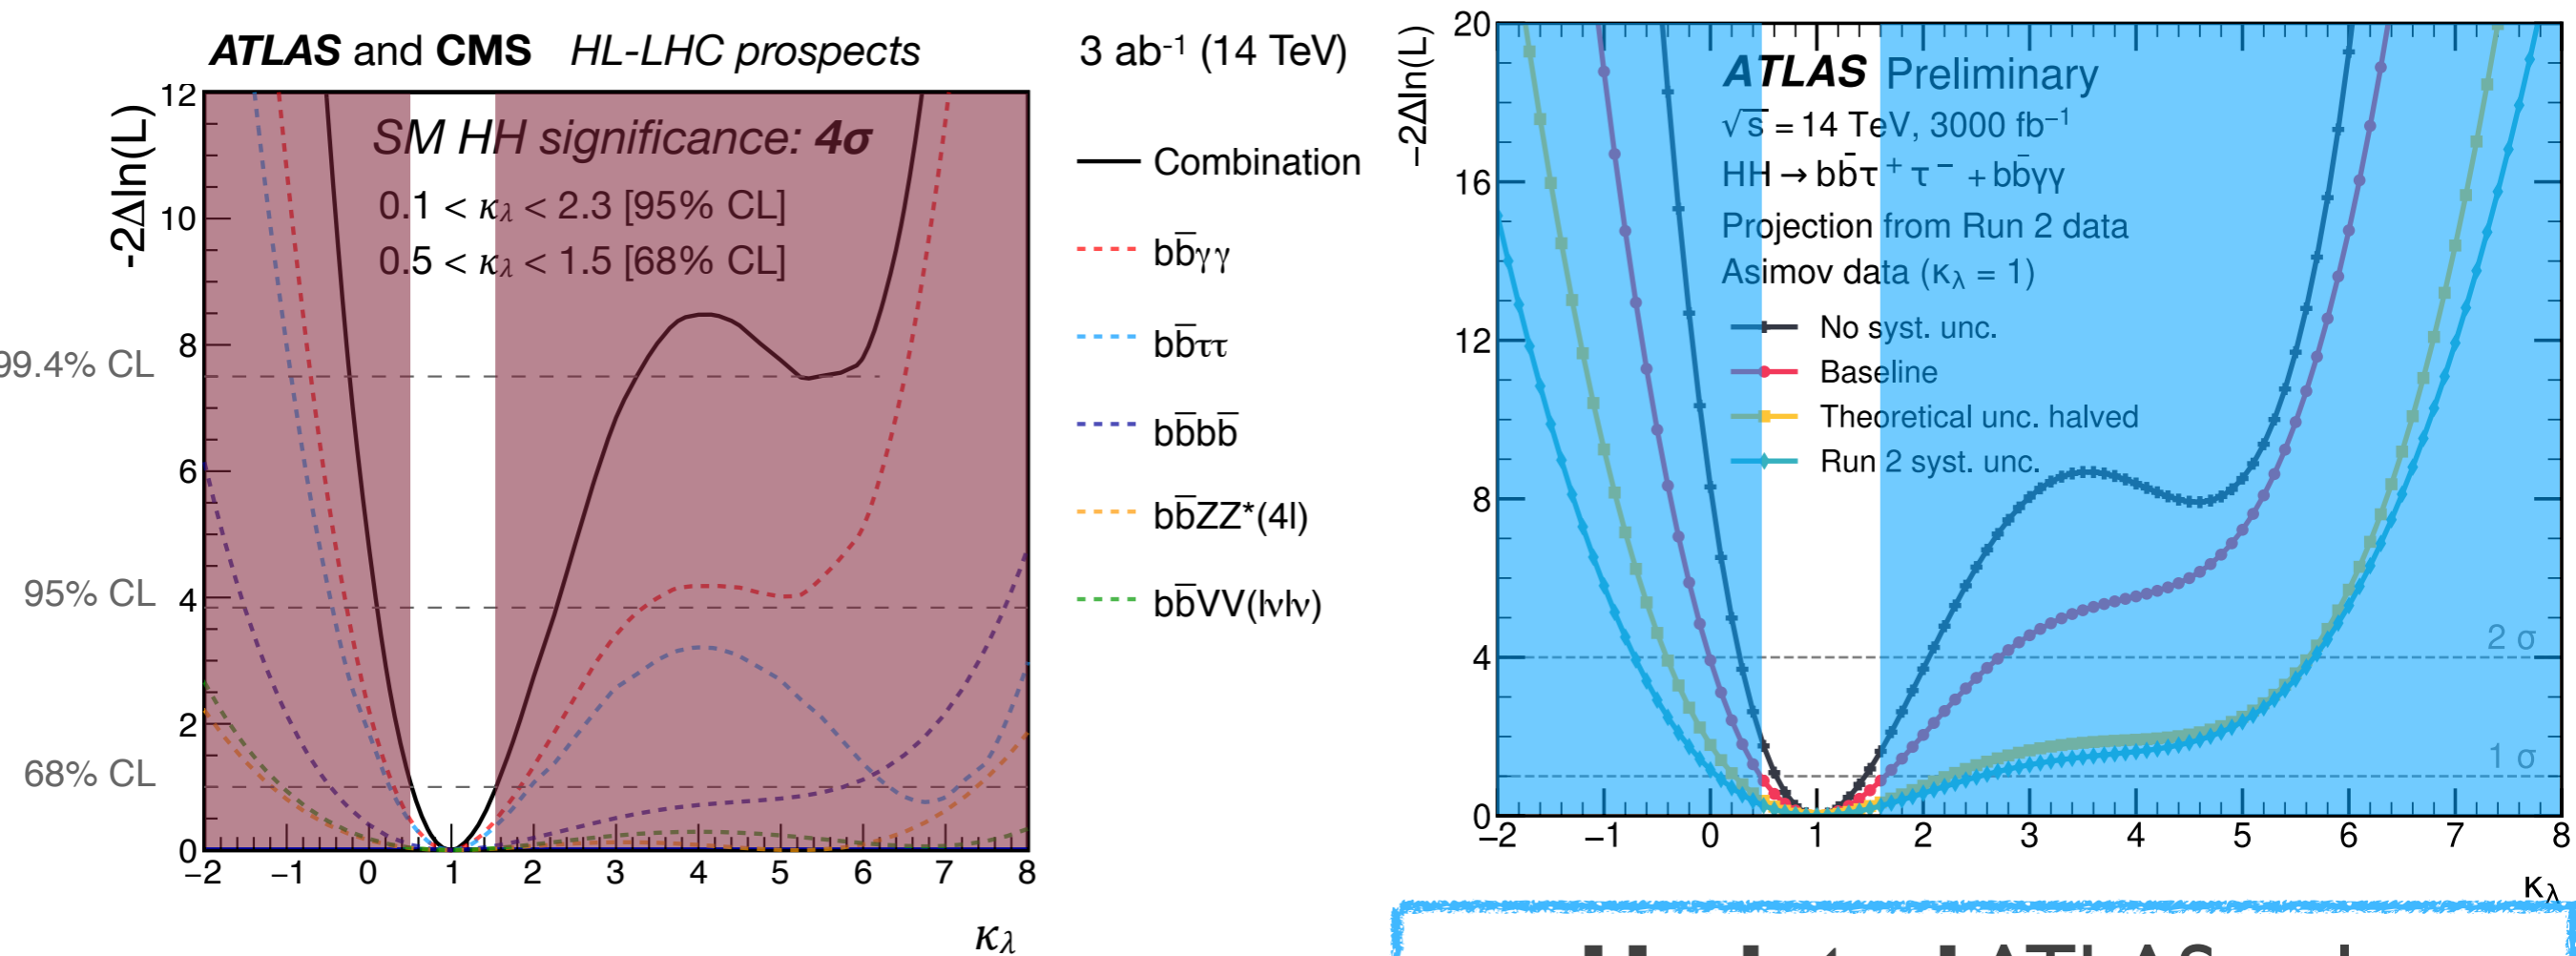 ATLAS and CMS HL-LHC prospects
3 ab⁻¹ (14 TeV)
-2Δln(L)
12
10
8
6
4
2
0
99.4% CL
95% CL
68% CL
SM HH significance: 4σ
0.1 < κλ < 2.3 [95% CL]
0.5 < κλ < 1.5 [68% CL]
−2 −1 0 1 2 3 4 5 6 7 8
κλ
Combination
bb̄γγ
bb̄ττ
bb̄bb̄
bb̄ZZ*(4l)
bb̄VV(lνlν)
−2Δln(L)
20
16
12
8
4
0
ATLAS Preliminary
√s = 14 TeV, 3000 fb⁻¹
HH → bb̄τ⁺τ⁻ + bb̄γγ
Projection from Run 2 data
Asimov data (κλ = 1)
No syst. unc.
Baseline
Theoretical unc. halved
Run 2 syst. unc.
2 σ
1 σ
−2 −1 0 1 2 3 4 5 6 7 8
κλ